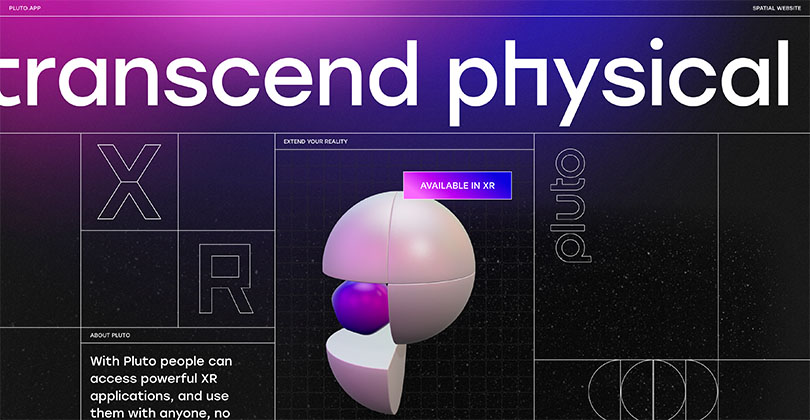 PLUTO.APP
SPATIAL WEBSITE
transcend physical
X
R
EXTEND YOUR REALITY
AVAILABLE IN XR
pluto
ABOUT PLUTO
With Pluto people can
access powerful XR
applications, and use
them with anyone, no